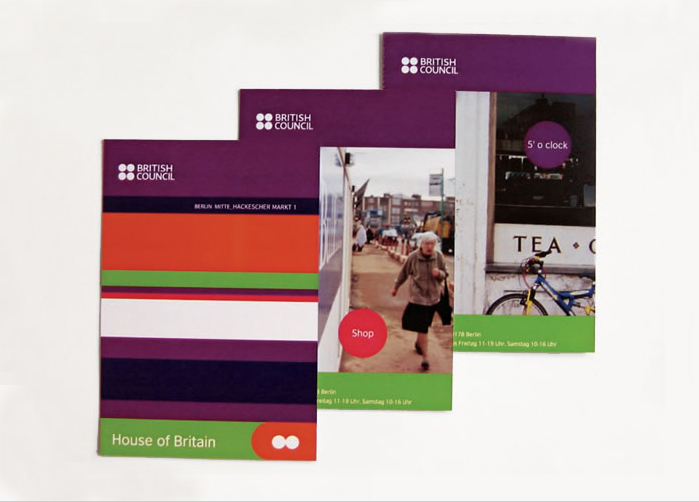 BRITISH
COUNCIL
BERLIN MITTE_HACKESCHER MARKT 1
House of Britain
BRITISH
COUNCIL
Shop
Berlin
Freitag 11-19 Uhr, Samstag 10-16 Uhr
BRITISH
COUNCIL
5' o clock
TEA
Berlin
Freitag 11-19 Uhr, Samstag 10-16 Uhr